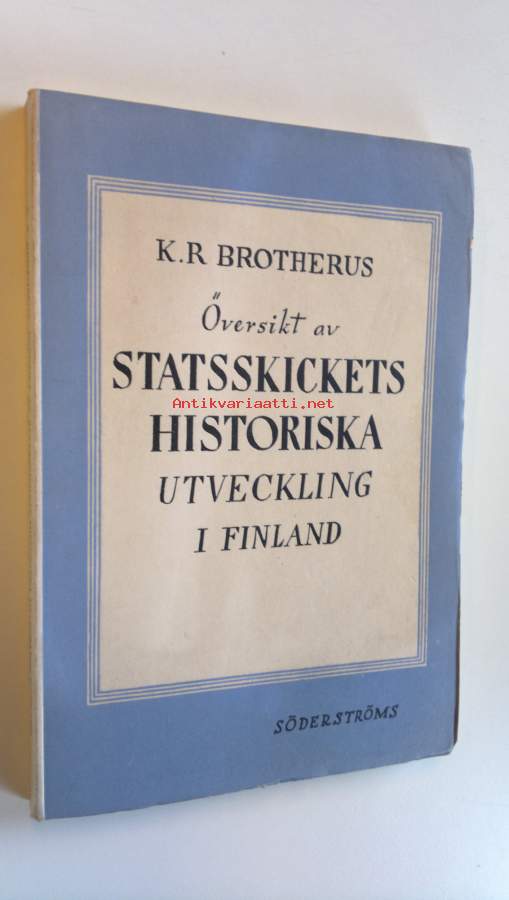 K.R BROTHERUS
Översikt av
STATSSKICKETS
Antikvariaatti.net
HISTORISKA
UTVECKLING
I FINLAND
SÖDERSTRÖMS